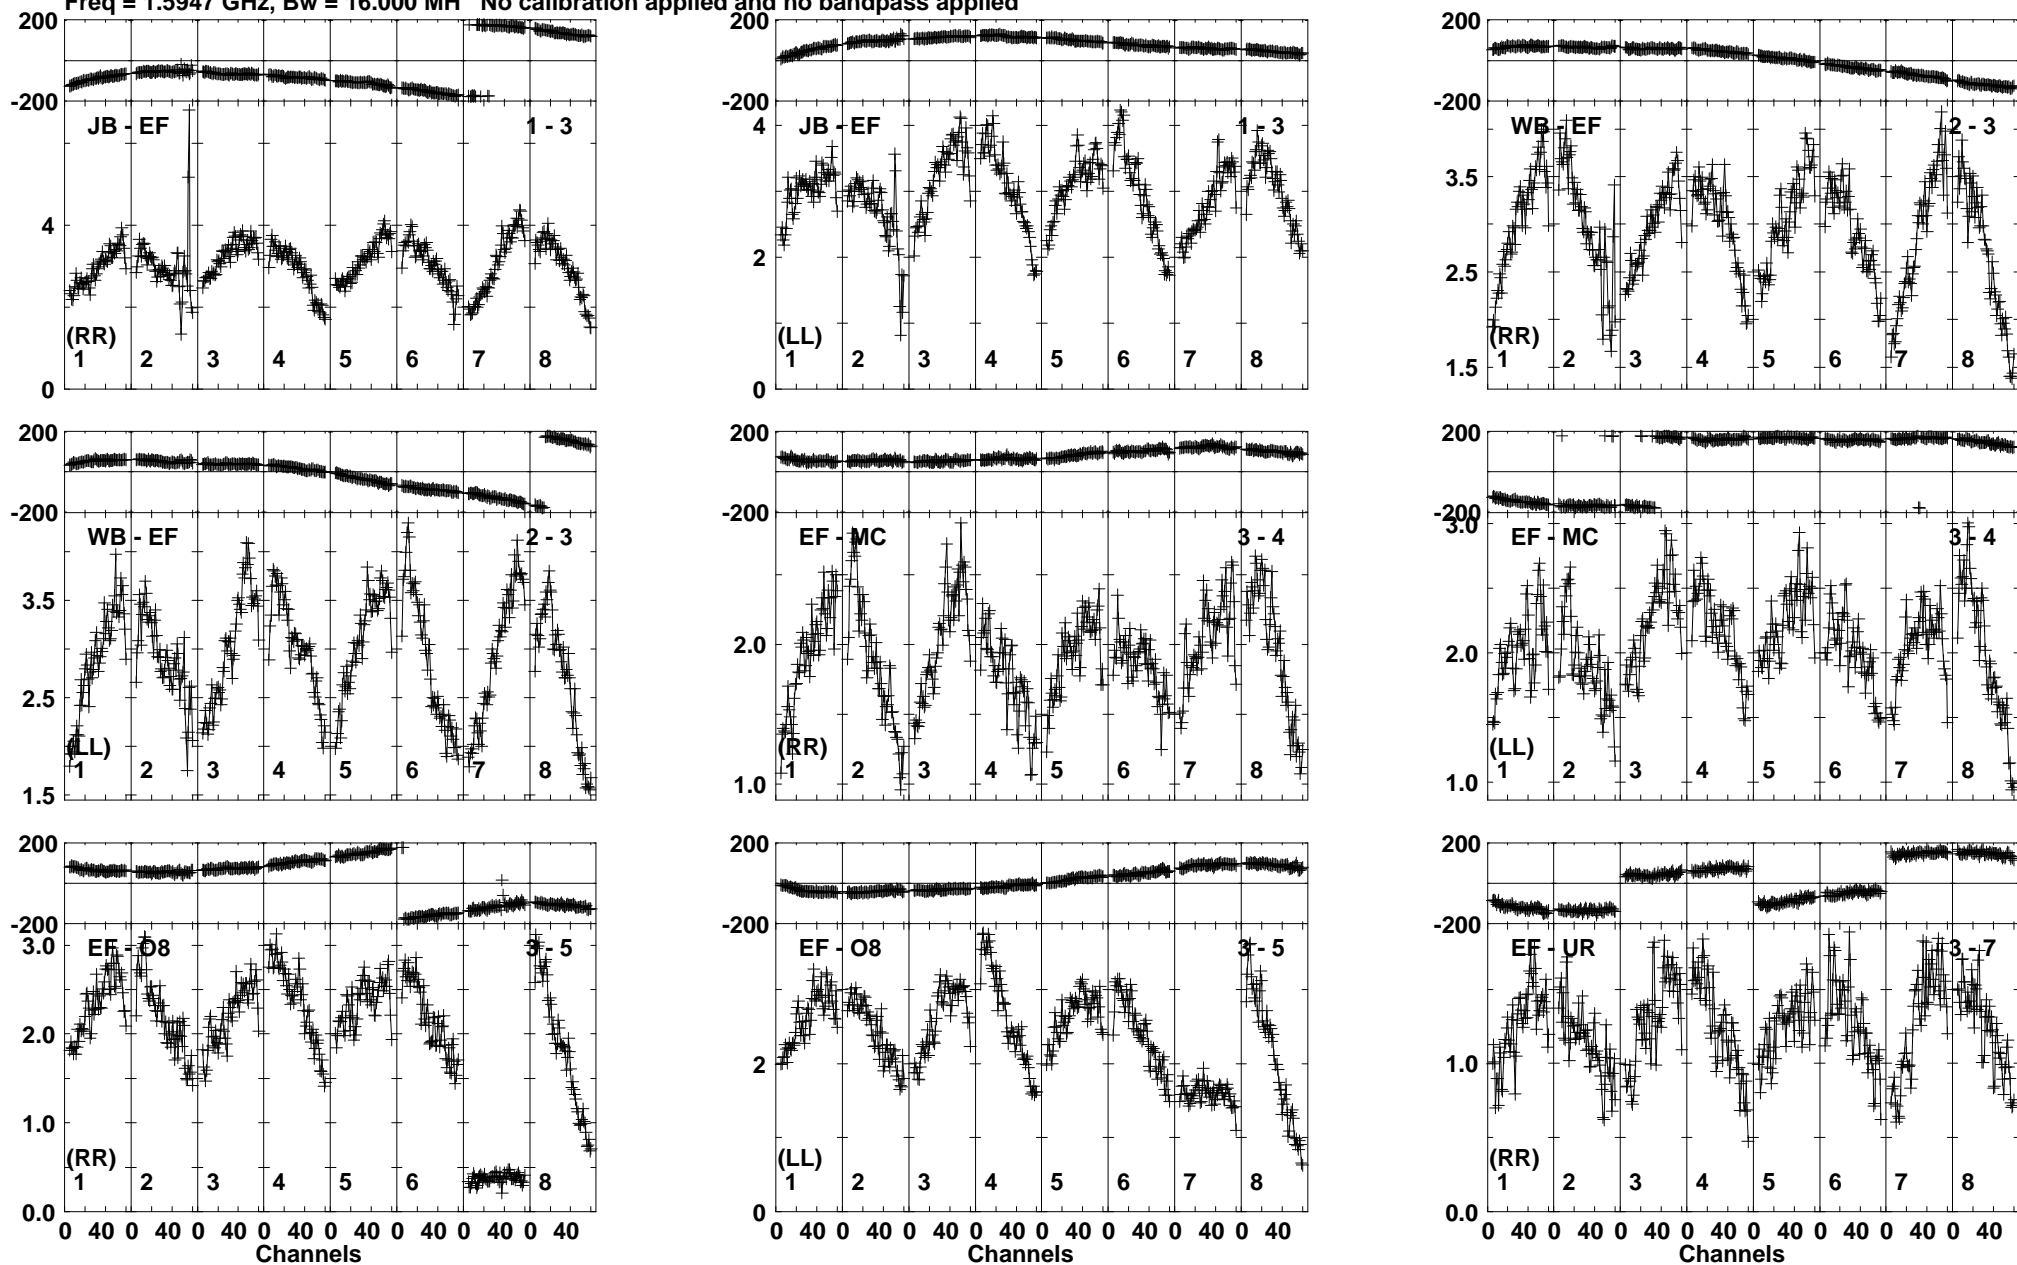 Freq = 1.5947 GHz, Bw = 16.000 MH No calibration applied and no bandpass applied
200 200 200
-200 -200 -200
JB - EF 1 - 3 JB - EF 1 - 3 WB - EF 2 - 3
4 4 3.5
2 2.5
(RR) (LL) (RR)
1 2 3 4 5 6 7 8 1 2 3 4 5 6 7 8 1 2 3 4 5 6 7 8
0 0 1.5
200 200 200
-200 -200 -200
WB - EF 2 - 3 EF - MC 3 - 4 EF - MC 3 - 4
3.0
3.5 2.0 2.0
2.5
(LL) (RR) (LL)
1 2 3 4 5 6 7 8 1 2 3 4 5 6 7 8 1 2 3 4 5 6 7 8
1.5 1.0 1.0
200 200 200
-200 -200 -200
EF - O8 3 - 5 EF - O8 3 - 5 EF - UR 3 - 7
3.0
2.0 2 1.0
1.0
(RR) (LL) (RR)
1 2 3 4 5 6 7 8 1 2 3 4 5 6 7 8 1 2 3 4 5 6 7 8
0.0 0 0.0
0 40 0 40 0 40 0 40 0 40 0 40 0 40 0 40 0 40 0 40 0 40 0 40 0 40 0 40 0 40 0 40 0 40 0 40 0 40 0 40 0 40 0 40 0 40 0 40
Channels Channels Channels